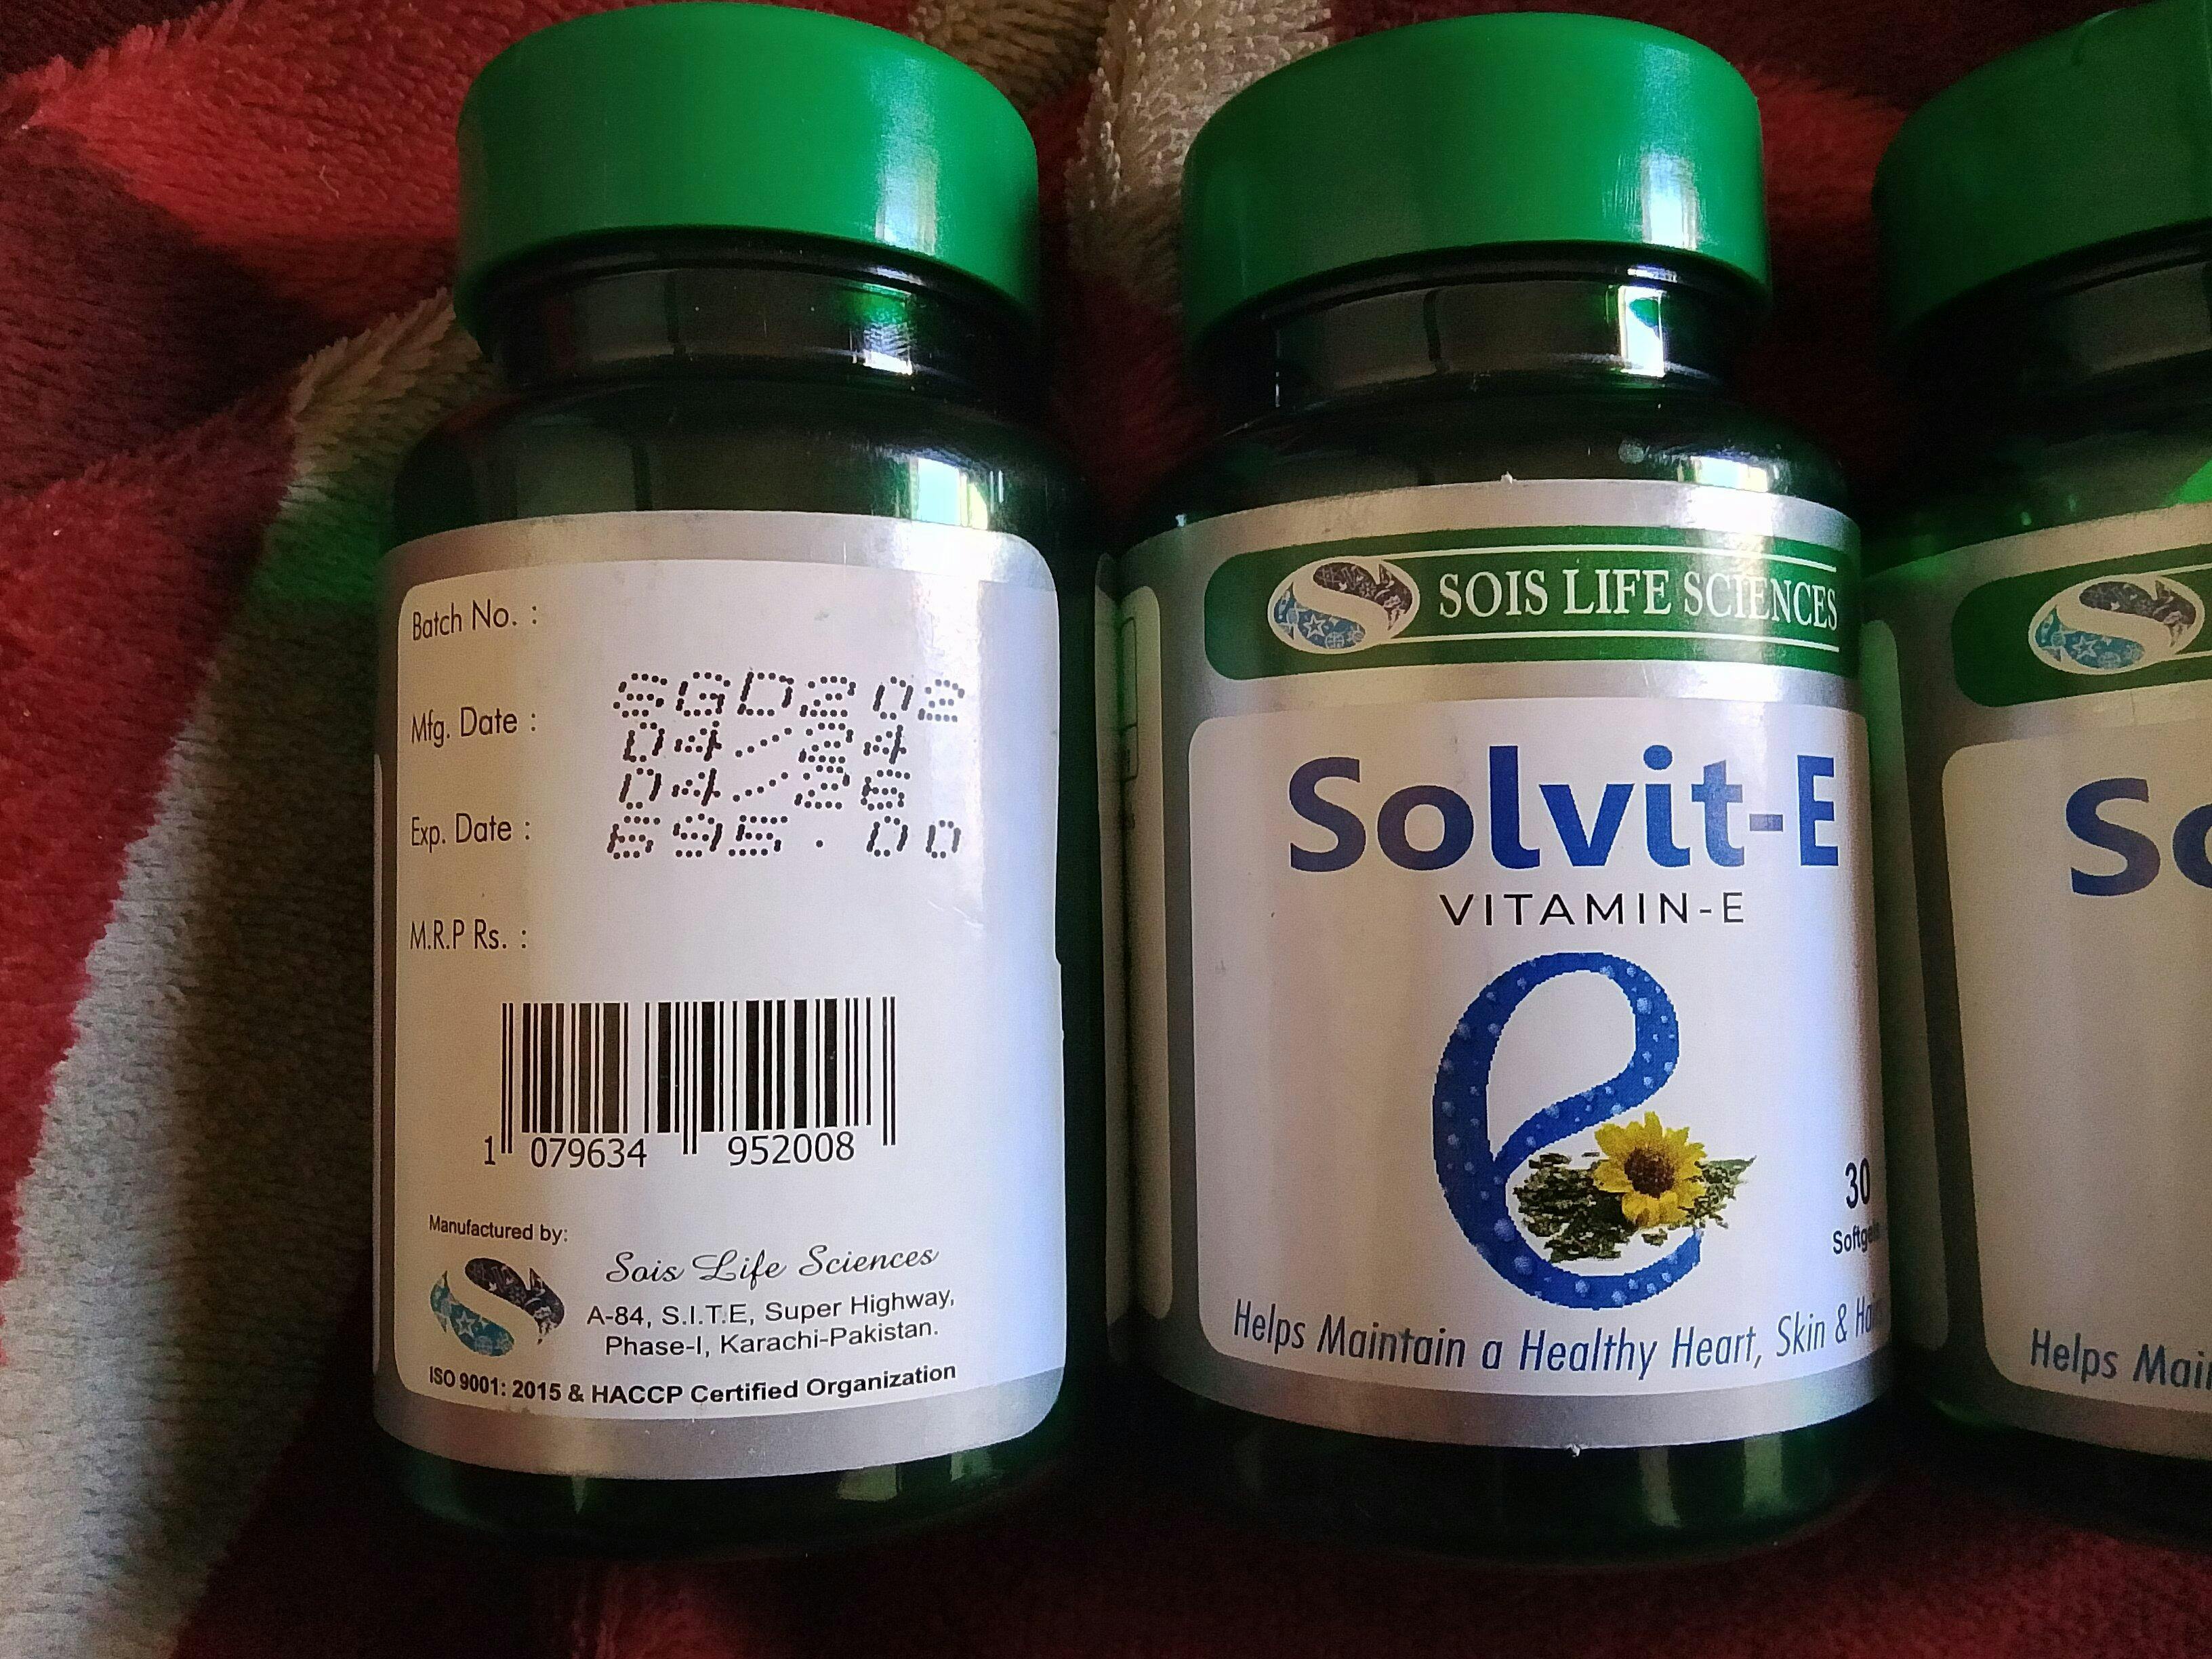 Batch No. :
SGD202
Mfg. Date :
04/24
04/26
Exp. Date :
695.00
M.R.P Rs. :
1 079634 952008
Manufactured by:
Sois Life Sciences
A-84, S.I.T.E, Super Highway,
Phase-I, Karachi-Pakistan.
ISO 9001: 2015 & HACCP Certified Organization
SOIS LIFE SCIENCES
Solvit-E
VITAMIN-E
30
Helps Maintain a Healthy Heart, Skin &
Helps